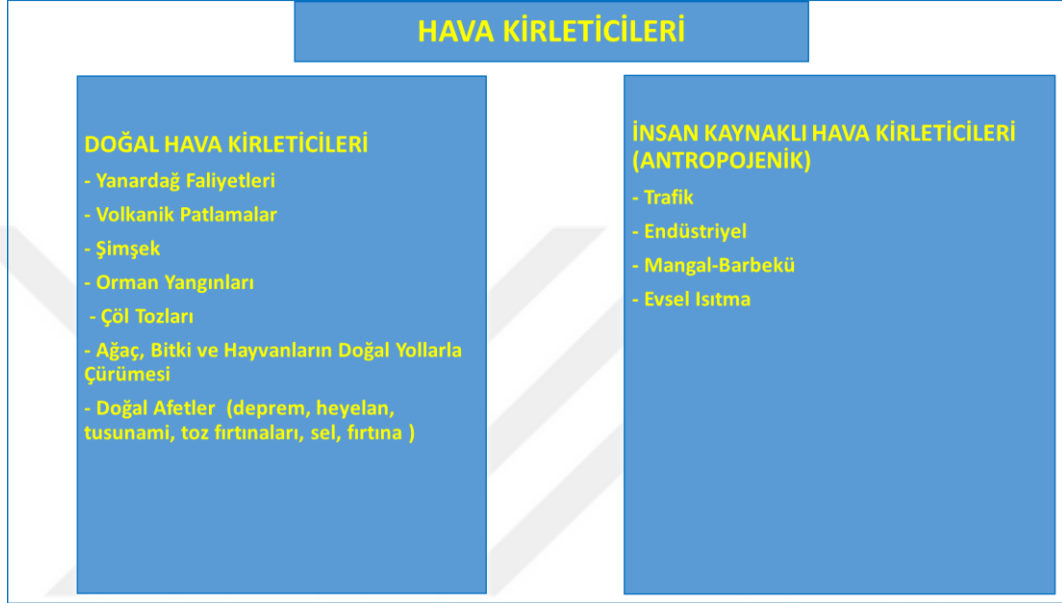 HAVA KİRLETİCİLERİ
DOĞAL HAVA KİRLETİCİLERİ
- Yanardağ Faliyetleri
- Volkanik Patlamalar
- Şimşek
- Orman Yangınları
- Çöl Tozları
- Ağaç, Bitki ve Hayvanların Doğal Yollarla
Çürümesi
- Doğal Afetler (deprem, heyelan,
tusunami, toz fırtınaları, sel, fırtına )
İNSAN KAYNAKLI HAVA KİRLETİCİLERİ
(ANTROPOJENİK)
- Trafik
- Endüstriyel
- Mangal-Barbekü
- Evsel Isıtma